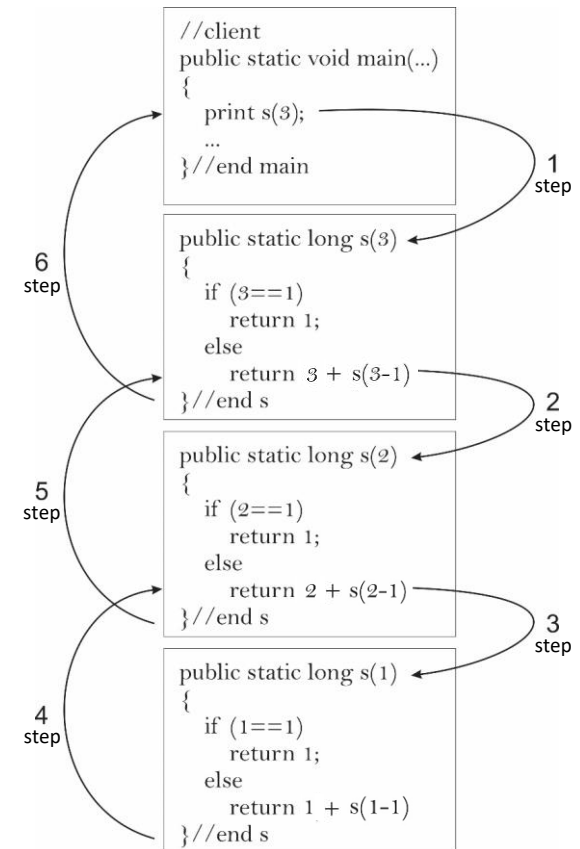 //client
public static void main(...)
{
print s(3);
...
}//end main
1
step
public static long s(3)
{
if (3==1)
return 1;
else
return 3 + s(3-1)
}//end s
6
step
2
step
public static long s(2)
{
if (2==1)
return 1;
else
return 2 + s(2-1)
}//end s
5
step
3
step
public static long s(1)
{
if (1==1)
return 1;
else
return 1 + s(1-1)
}//end s
4
step